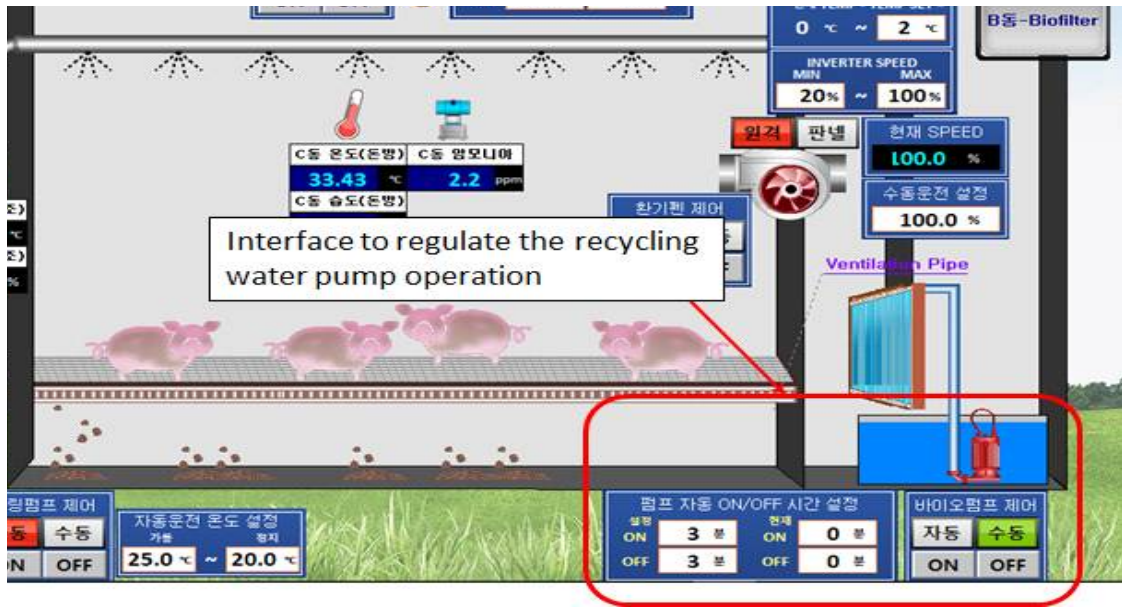 B동-Biofilter
0 ℃ ~ 2 ℃
INVERTER SPEED
MIN MAX
20% ~ 100%
원격 판넬
현재 SPEED
100.0 %
수동운전 설정
100.0 %
C동 온도(돈방) C동 암모니아
33.43 ℃ 2.2 ppm
C동 습도(돈방)
환기펜 제어
Interface to regulate the recycling
water pump operation
℃
%
Ventilation Pipe
펌프 제어
수동
OFF
자동운전 온도 설정
가동 정지
25.0 ℃ ~ 20.0 ℃
펌프 자동 ON/OFF 시간 설정
설정 현재
ON 3 분 ON 0 분
OFF 3 분 OFF 0 분
바이오펌프 제어
자동 수동
ON OFF